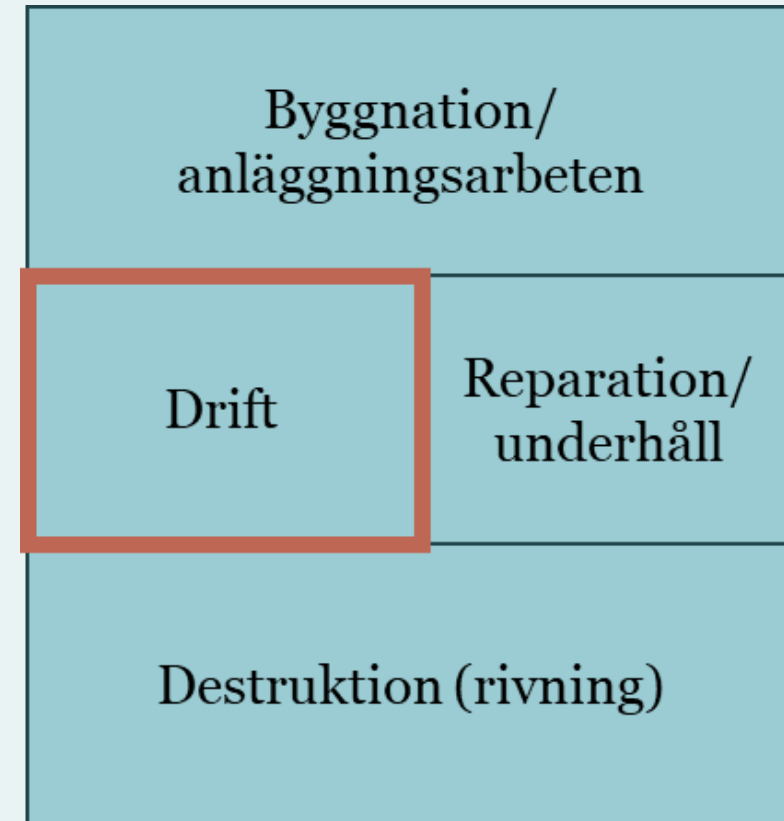 Byggnation/
anläggningsarbeten
Drift
Reparation/
underhåll
Destruktion (rivning)